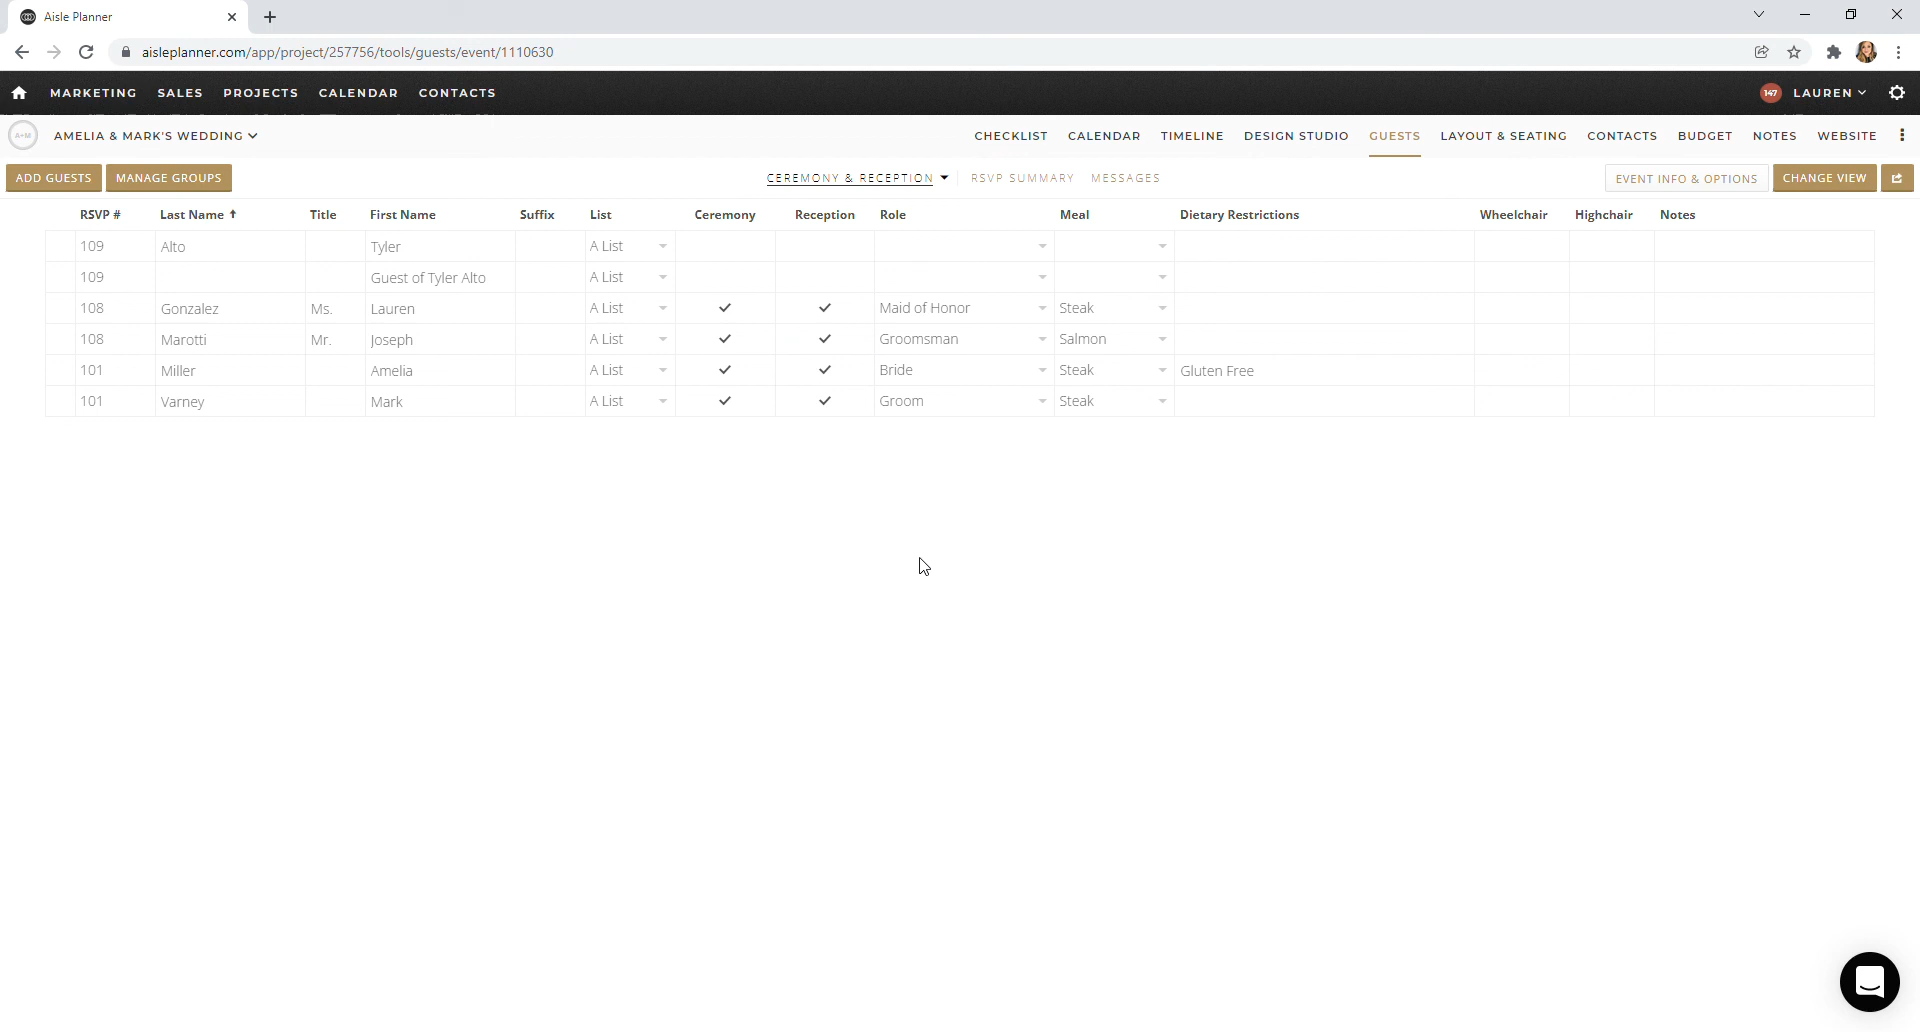 Aisle Planner
aisleplanner.com/app/project/257756/tools/guests/event/1110630
MARKETING SALES PROJECTS CALENDAR CONTACTS 147 LAUREN
A+M AMELIA & MARK'S WEDDING CHECKLIST CALENDAR TIMELINE DESIGN STUDIO GUESTS LAYOUT & SEATING CONTACTS BUDGET NOTES WEBSITE
ADD GUESTS MANAGE GROUPS CEREMONY & RECEPTION RSVP SUMMARY MESSAGES EVENT INFO & OPTIONS CHANGE VIEW
RSVP # Last Name Title First Name Suffix List Ceremony Reception Role Meal Dietary Restrictions Wheelchair Highchair Notes
109 Alto Tyler A List
109 Guest of Tyler Alto A List
108 Gonzalez Ms. Lauren A List Maid of Honor Steak
108 Marotti Mr. Joseph A List Groomsman Salmon
101 Miller Amelia A List Bride Steak Gluten Free
101 Varney Mark A List Groom Steak